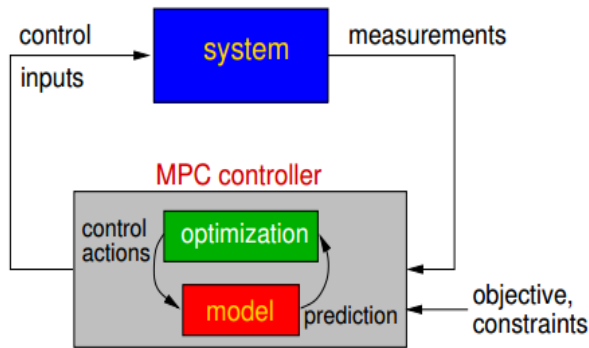 control
inputs
system
measurements
MPC controller
control
actions
optimization
model
prediction
objective,
constraints